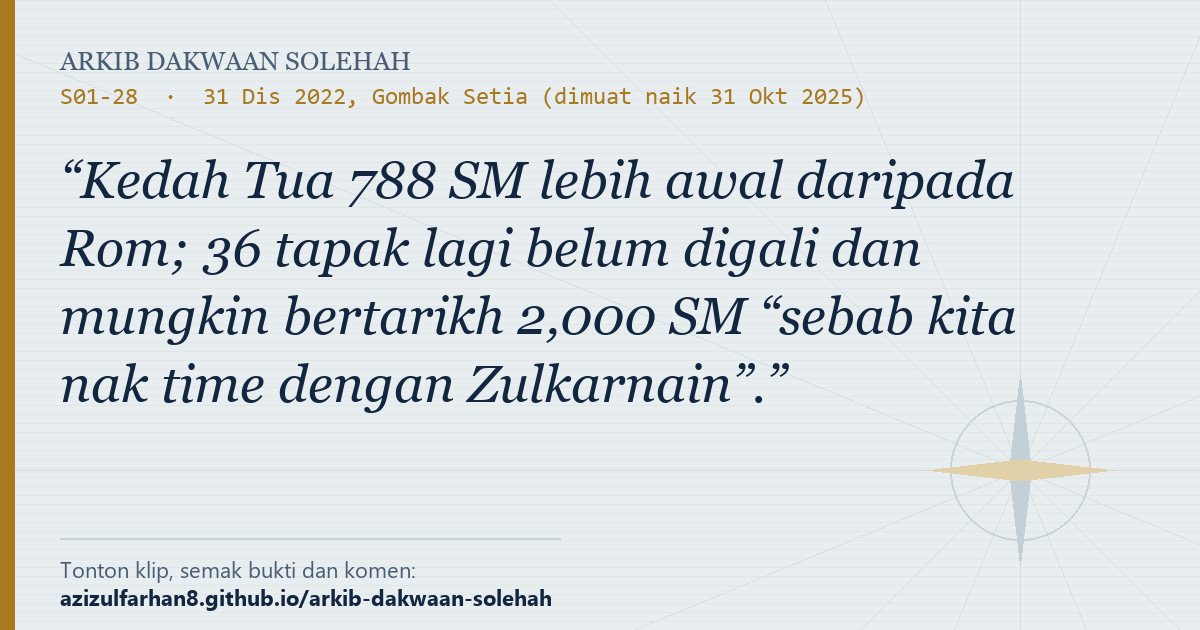 ARKIB DAKWAAN SOLEHAH
S01-28 · 31 Dis 2022, Gombak Setia (dimuat naik 31 Okt 2025)
“Kedah Tua 788 SM lebih awal daripada
Rom; 36 tapak lagi belum digali dan
mungkin bertarikh 2,000 SM “sebab kita
nak time dengan Zulkarnain”.”
Tonton klip, semak bukti dan komen:
azizulfarhan8.github.io/arkib-dakwaan-solehah